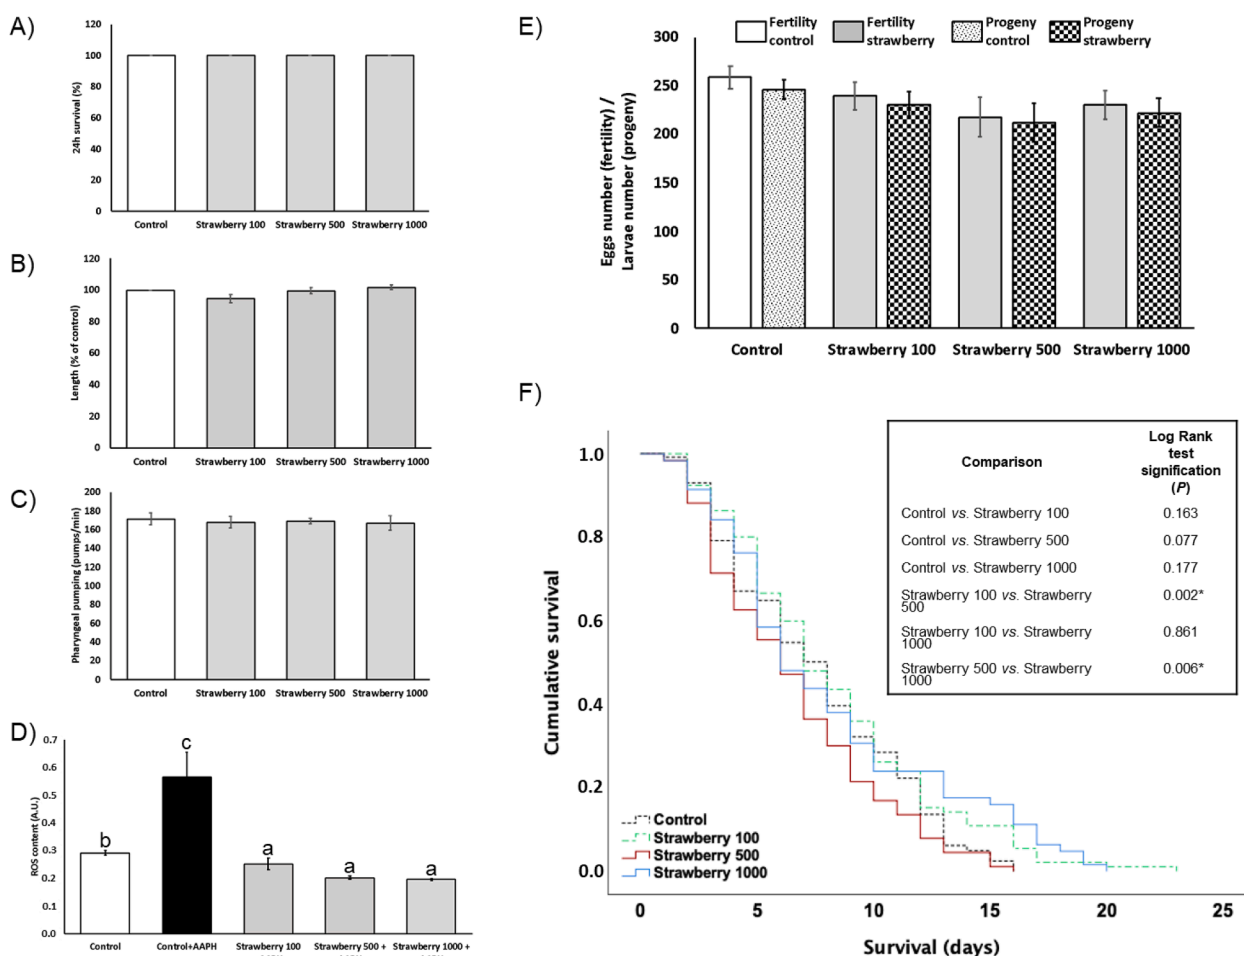 A)
120
100
80
60
40
20
0
24h survival (%)
Control
Strawberry 100
Strawberry 500
Strawberry 1000
B)
120
100
80
60
40
20
0
Length (% of control)
Control
Strawberry 100
Strawberry 500
Strawberry 1000
C)
200
180
160
140
120
100
80
60
40
20
0
Pharyngeal pumping (pumps/min)
Control
Strawberry 100
Strawberry 500
Strawberry 1000
D)
0.7
0.6
0.5
0.4
0.3
0.2
0.1
0.0
ROS content (A.U.)
b
c
a
a
a
Control
Control+AAPH
Strawberry 100
Strawberry 500 +
Strawberry 1000 +
E)
Fertility
control
Fertility
strawberry
Progeny
control
Progeny
strawberry
300
250
200
150
100
50
0
Eggs number (fertility) /
Larvae number (progeny)
Control
Strawberry 100
Strawberry 500
Strawberry 1000
F)
1.0
0.8
0.6
0.4
0.2
0.0
Cumulative survival
0
5
10
15
20
25
Survival (days)
Control
Strawberry 100
Strawberry 500
Strawberry 1000
Comparison
Log Rank
test
signification
(P)
Control vs. Strawberry 100
0.163
Control vs. Strawberry 500
0.077
Control vs. Strawberry 1000
0.177
Strawberry 100 vs. Strawberry
500
0.002*
Strawberry 100 vs. Strawberry
1000
0.861
Strawberry 500 vs. Strawberry
1000
0.006*